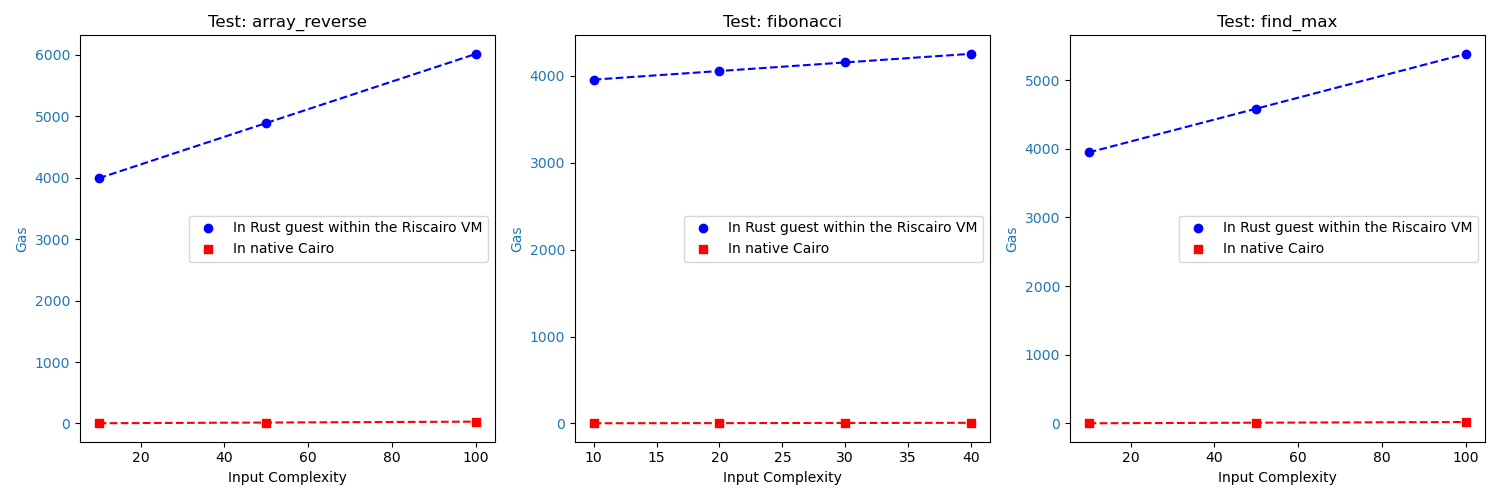 Test: array_reverse
6000
5000
4000
3000
2000
1000
0
Gas
In Rust guest within the Riscairo VM
In native Cairo
20 40 60 80 100
Input Complexity
Test: fibonacci
4000
3000
2000
1000
0
Gas
In Rust guest within the Riscairo VM
In native Cairo
10 15 20 25 30 35 40
Input Complexity
Test: find_max
5000
4000
3000
2000
1000
0
Gas
In Rust guest within the Riscairo VM
In native Cairo
20 40 60 80 100
Input Complexity